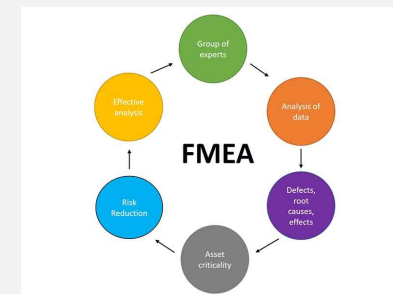 Group of
experts
Analysis of
data
Defects,
root
causes,
effects
Asset
criticality
Risk
Reduction
Effective
analysis
FMEA